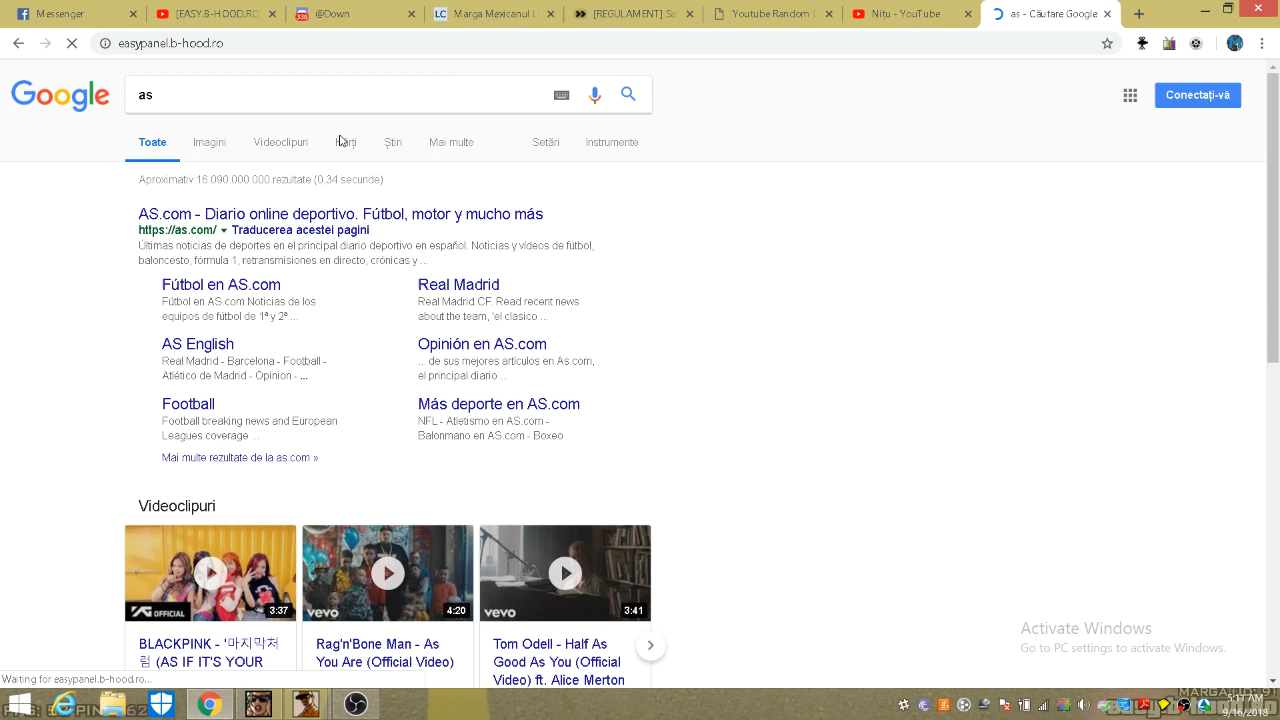 Messenger
[EASY.B-HOOD.RO
339
@Down
LC Marga Mexicanul L
[REGULAMENT] Se
Youtube Random
Nițu - YouTube
as - Căutare Google
easypanel.b-hood.ro
Google
as
Conectați-vă
Toate
Imagini
Videoclipuri
Hărți
Știri
Mai multe
Setări
Instrumente
Aproximativ 16.090.000.000 rezultate (0,34 secunde)
AS.com - Diario online deportivo. Fútbol, motor y mucho más
https://as.com/ ▾ Traducerea acestei pagini
Últimas noticias de deportes en el principal diario deportivo en español. Noticias y vídeos de fútbol,
baloncesto, fórmula 1, retransmisiones en directo, crónicas y ...
Fútbol en AS.com
Fútbol en AS.com Noticias de los
equipos de fútbol de 1ª y 2ª ...
Real Madrid
Real Madrid CF. Read recent news
about the team, 'el clasico ...
AS English
Real Madrid - Barcelona - Football -
Atlético de Madrid - Opinion - ...
Opinión en AS.com
... de sus mejores artículos en As.com,
el principal diario ...
Football
Football breaking news and European
Leagues coverage ...
Más deporte en AS.com
NFL - Atletismo en AS.com -
Balonmano en AS.com - Boxeo
Mai multe rezultate de la as.com »
Videoclipuri
YG OFFICIAL
3:37
vevo
4:20
vevo
3:41
BLACKPINK - '마지막처
럼 (AS IF IT'S YOUR
Rag'n'Bone Man - As
You Are (Official Video)
Tom Odell - Half As
Good As You (Official
Video) ft. Alice Merton
Activate Windows
Go to PC settings to activate Windows.
Waiting for easypanel.b-hood.ro...
5:11 AM
9/16/2018